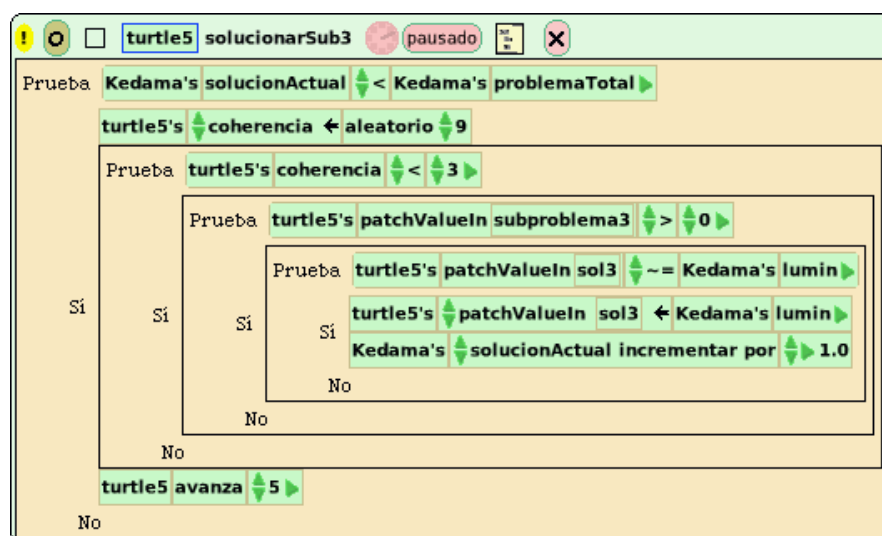 ! turtle5 solucionarSub3 pausado
Prueba Kedama's solucionActual < Kedama's problemaTotal
turtle5's coherencia ← aleatorio 9
Prueba turtle5's coherencia < 3
Prueba turtle5's patchValueIn subproblema3 > 0
Prueba turtle5's patchValueIn sol3 ~= Kedama's lumin
Sí Sí Sí Sí turtle5's patchValueIn sol3 ← Kedama's lumin
Kedama's solucionActual incrementar por 1.0
No
No
No
turtle5 avanza 5
No